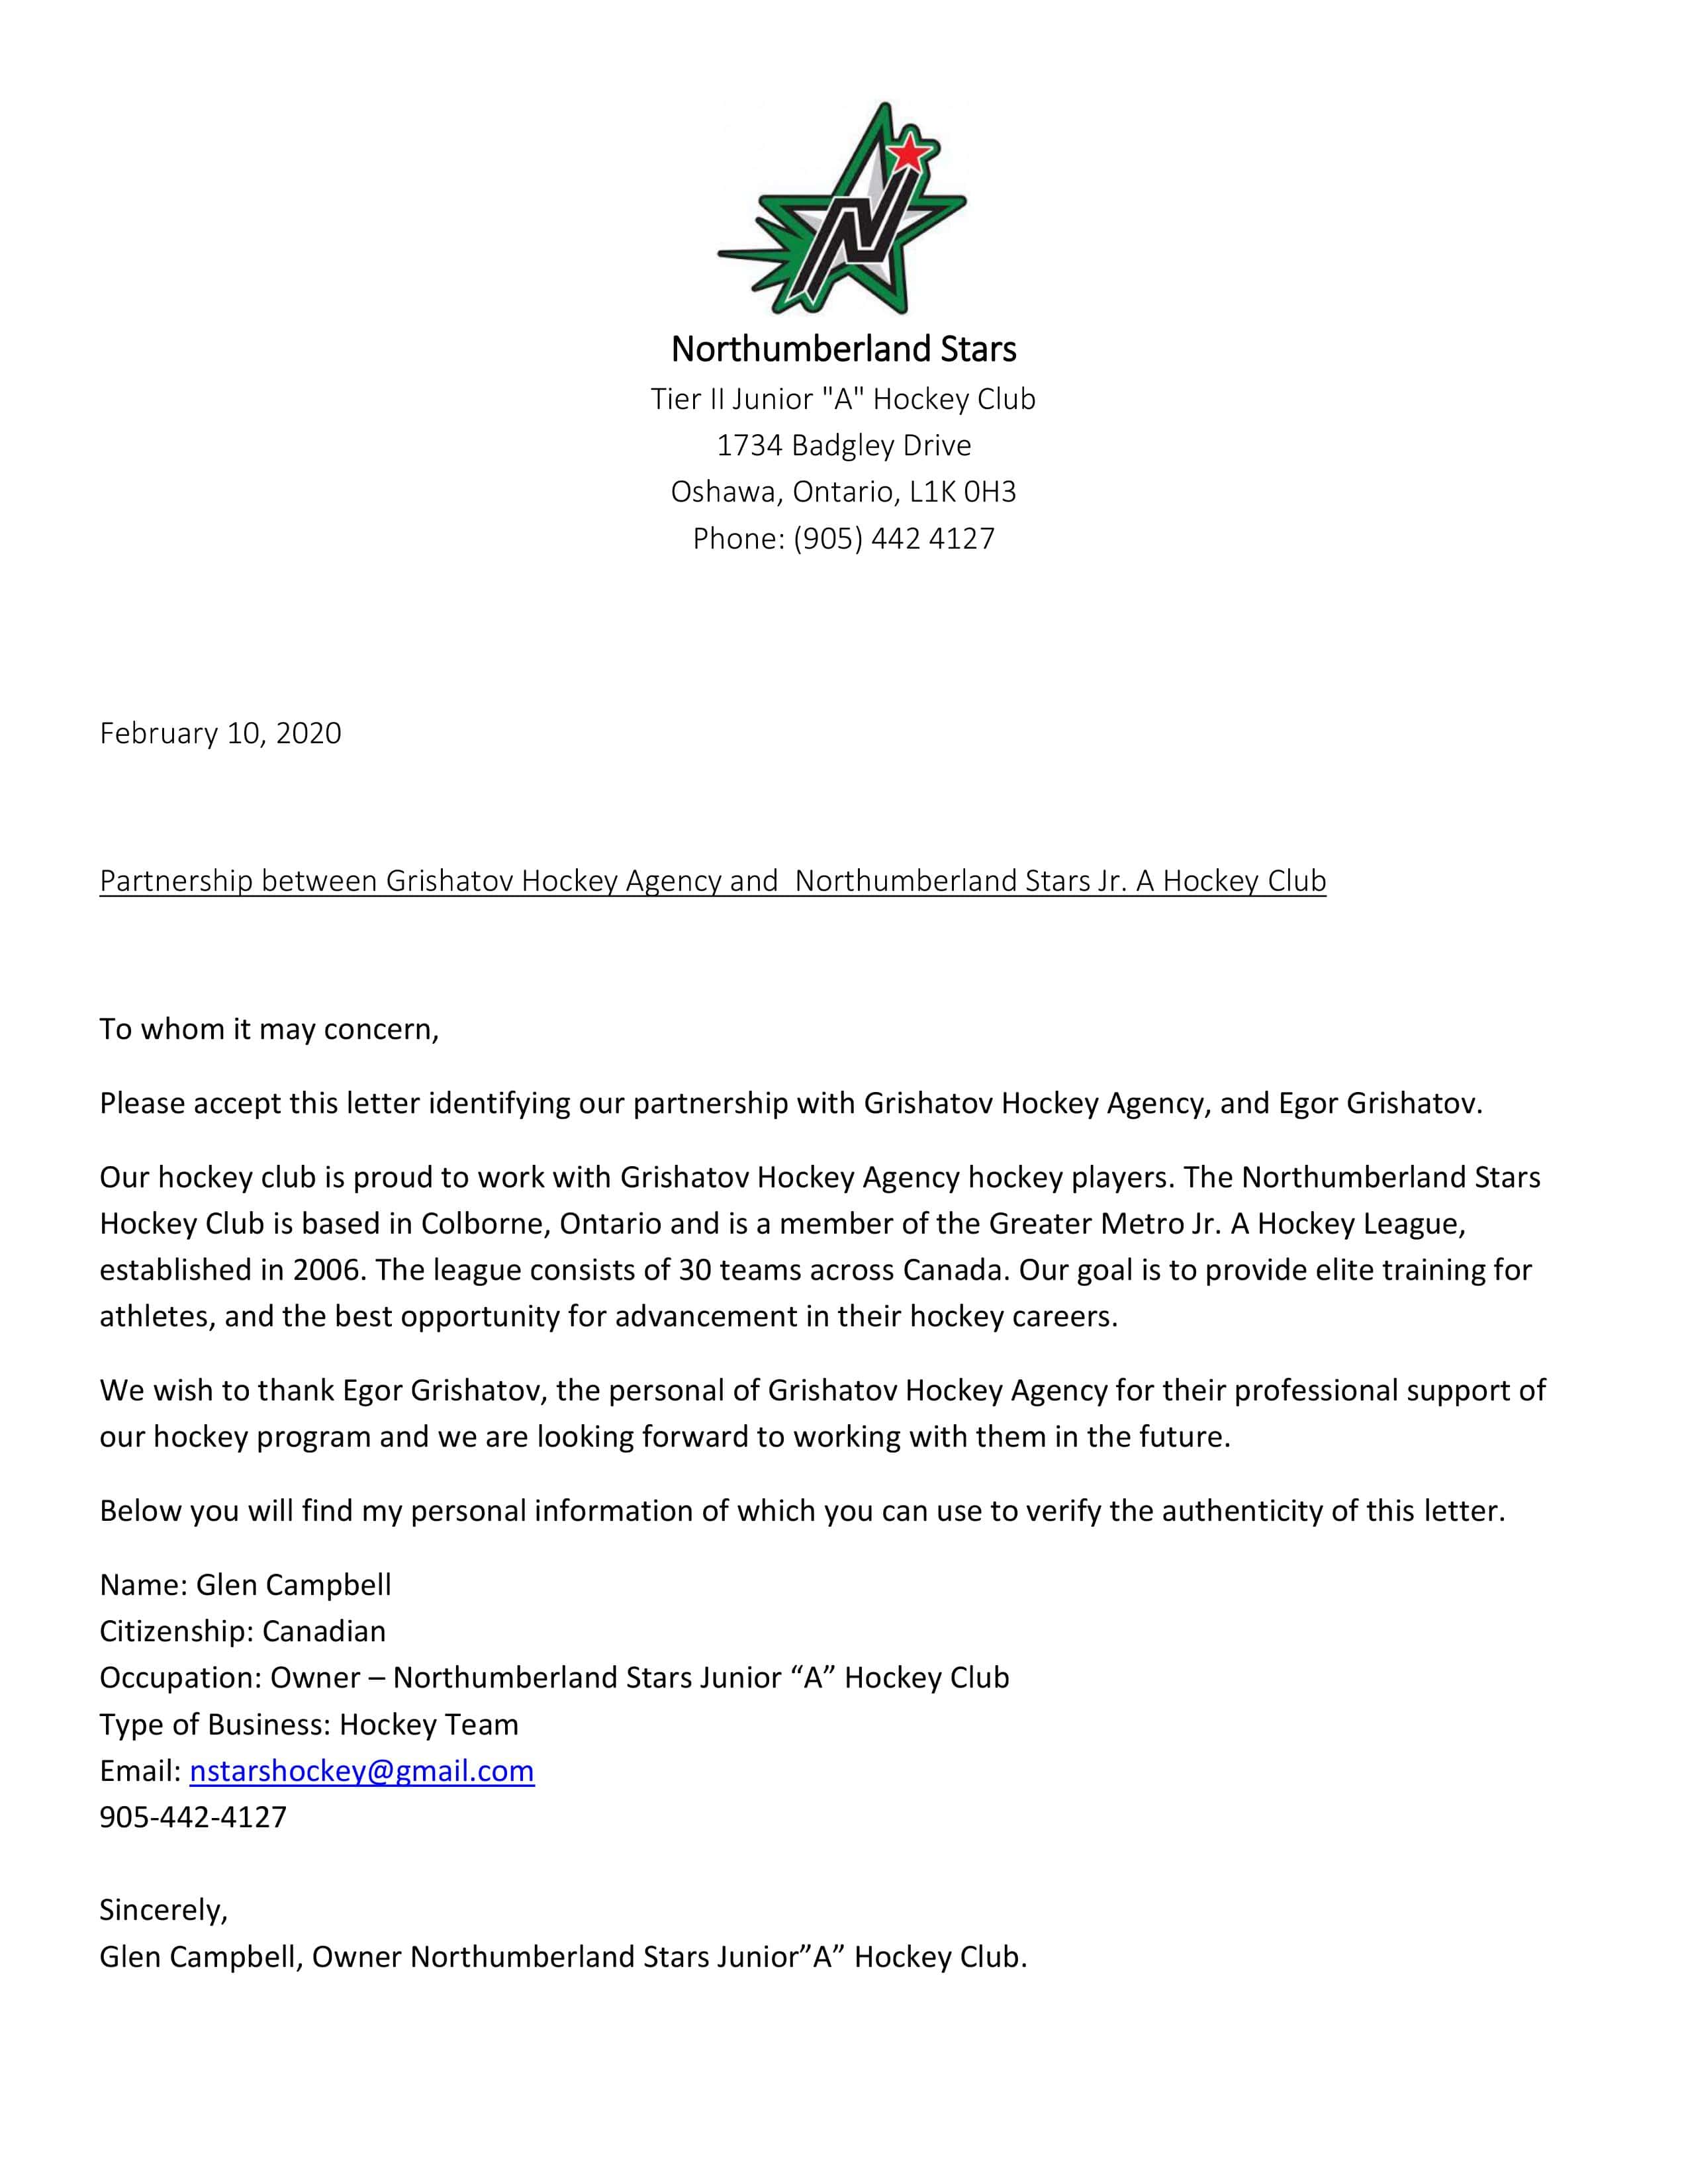 N
Northumberland Stars
Tier II Junior "A" Hockey Club
1734 Badgley Drive
Oshawa, Ontario, L1K 0H3
Phone: (905) 442 4127
February 10, 2020
Partnership between Grishatov Hockey Agency and  Northumberland Stars Jr. A Hockey Club
To whom it may concern,
Please accept this letter identifying our partnership with Grishatov Hockey Agency, and Egor Grishatov.
Our hockey club is proud to work with Grishatov Hockey Agency hockey players. The Northumberland Stars
Hockey Club is based in Colborne, Ontario and is a member of the Greater Metro Jr. A Hockey League,
established in 2006. The league consists of 30 teams across Canada. Our goal is to provide elite training for
athletes, and the best opportunity for advancement in their hockey careers.
We wish to thank Egor Grishatov, the personal of Grishatov Hockey Agency for their professional support of
our hockey program and we are looking forward to working with them in the future.
Below you will find my personal information of which you can use to verify the authenticity of this letter.
Name: Glen Campbell
Citizenship: Canadian
Occupation: Owner – Northumberland Stars Junior “A” Hockey Club
Type of Business: Hockey Team
Email: nstarshockey@gmail.com
905-442-4127
Sincerely,
Glen Campbell, Owner Northumberland Stars Junior”A” Hockey Club.